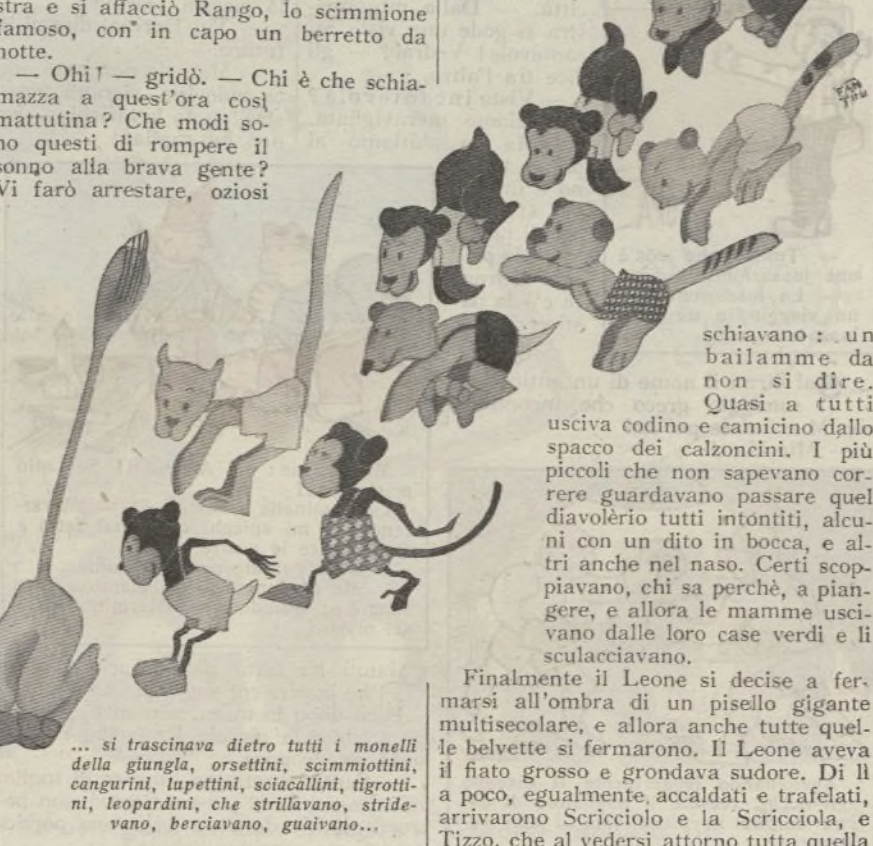 stra e si affacciò Rango, lo scimmione
famoso, con in capo un berretto da
notte.
— Ohi! — gridò. — Chi è che schia-
mazza a quest'ora così
mattutina? Che modi so-
no questi di rompere il
sonno alla brava gente?
Vi farò arrestare, oziosi
... si trascinava dietro tutti i monelli
della giungla, orsettini, scimmiottini,
cangurini, lupettini, sciacallini, tigrotti-
ni, leopardini, che strillavano, stride-
vano, berciavano, guaivano...
schiavano : un
bailamme da
non si dire.
Quasi a tutti
usciva codino e camicino dallo
spacco dei calzoncini. I più
piccoli che non sapevano cor-
rere guardavano passare quel
diavolèrio tutti intontiti, alcu-
ni con un dito in bocca, e al-
tri anche nel naso. Certi scop-
piavano, chi sa perchè, a pian-
gere, e allora le mamme usci-
vano dalle loro case verdi e li
sculacciavano.
Finalmente il Leone si decise a fer-
marsi all'ombra di un pisello gigante
multisecolare, e allora anche tutte quel-
le belvette si fermarono. Il Leone aveva
il fiato grosso e grondava sudore. Di lì
a poco, egualmente accaldati e trafelati,
arrivarono Scricciolo e la Scricciola, e
Tizzo, che al vedersi attorno tutta quella